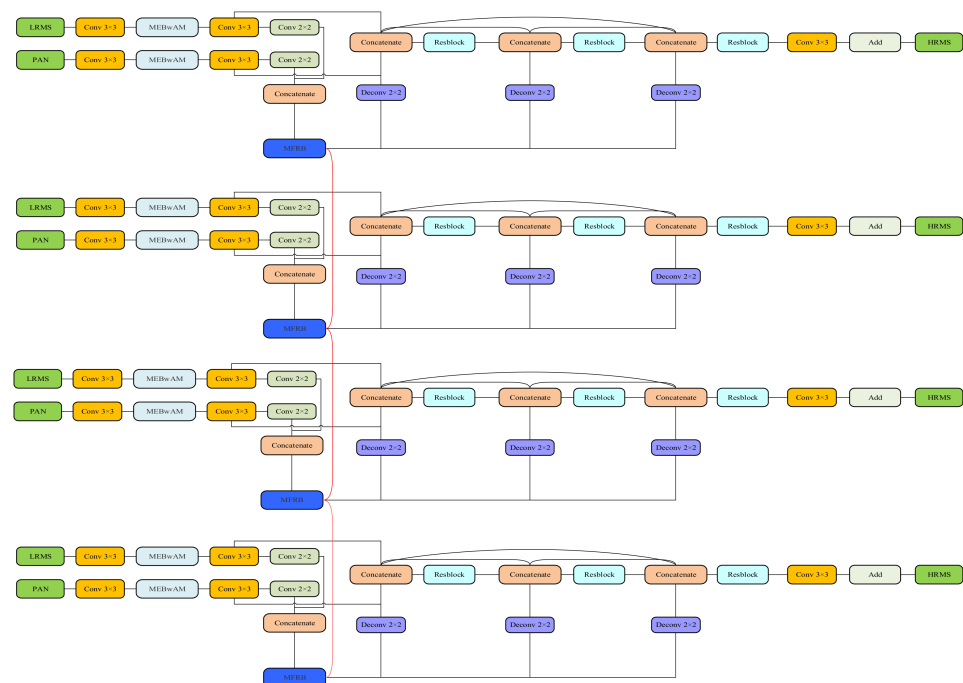 LRMS Conv 3×3 MEBwAM Conv 3×3 Conv 2×2
Concatenate Resblock Concatenate Resblock Concatenate Resblock Conv 3×3 Add HRMS
PAN Conv 3×3 MEBwAM Conv 3×3 Conv 2×2
Concatenate Deconv 2×2 Deconv 2×2 Deconv 2×2
MFRB
LRMS Conv 3×3 MEBwAM Conv 3×3 Conv 2×2
Concatenate Resblock Concatenate Resblock Concatenate Resblock Conv 3×3 Add HRMS
PAN Conv 3×3 MEBwAM Conv 3×3 Conv 2×2
Concatenate Deconv 2×2 Deconv 2×2 Deconv 2×2
MFRB
LRMS Conv 3×3 MEBwAM Conv 3×3 Conv 2×2
Concatenate Resblock Concatenate Resblock Concatenate Resblock Conv 3×3 Add HRMS
PAN Conv 3×3 MEBwAM Conv 3×3 Conv 2×2
Concatenate Deconv 2×2 Deconv 2×2 Deconv 2×2
MFRB
LRMS Conv 3×3 MEBwAM Conv 3×3 Conv 2×2
Concatenate Resblock Concatenate Resblock Concatenate Resblock Conv 3×3 Add HRMS
PAN Conv 3×3 MEBwAM Conv 3×3 Conv 2×2
Concatenate Deconv 2×2 Deconv 2×2 Deconv 2×2
MFRB